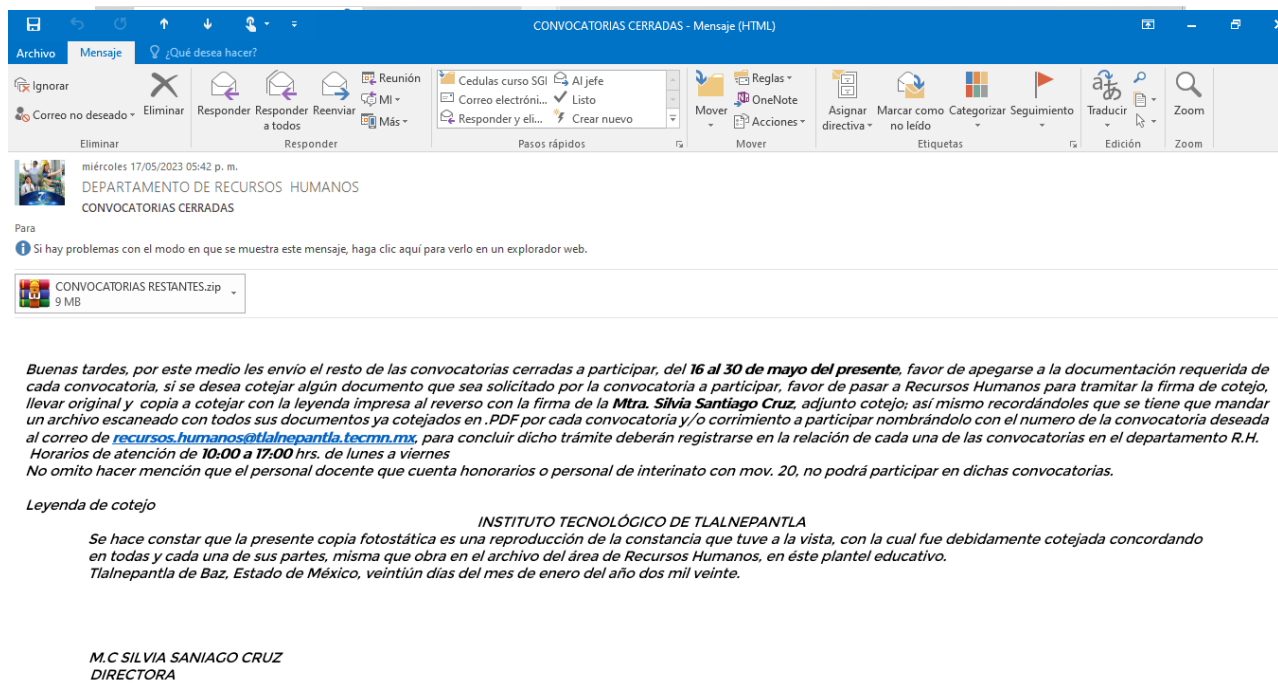 CONVOCATORIAS CERRADAS - Mensaje (HTML)
Archivo Mensaje ¿Qué desea hacer?
Ignorar
Correo no deseado
Eliminar
Responder
Responder a todos
Reenviar
Reunión
MI
Más
Cedulas curso SGI
Al jefe
Correo electróni...
Listo
Responder y eli...
Crear nuevo
Mover
Reglas
OneNote
Acciones
Asignar directiva
Marcar como no leído
Categorizar
Seguimiento
Traducir
Zoom
Eliminar Responder Pasos rápidos Mover Etiquetas Edición Zoom
miércoles 17/05/2023 05:42 p. m.
DEPARTAMENTO DE RECURSOS HUMANOS
CONVOCATORIAS CERRADAS
Para
Si hay problemas con el modo en que se muestra este mensaje, haga clic aquí para verlo en un explorador web.
CONVOCATORIAS RESTANTES.zip
9 MB
Buenas tardes, por este medio les envío el resto de las convocatorias cerradas a participar, del 16 al 30 de mayo del presente, favor de apegarse a la documentación requerida de
cada convocatoria, si se desea cotejar algún documento que sea solicitado por la convocatoria a participar, favor de pasar a Recursos Humanos para tramitar la firma de cotejo,
llevar original y copia a cotejar con la leyenda impresa al reverso con la firma de la Mtra. Silvia Santiago Cruz, adjunto cotejo; así mismo recordándoles que se tiene que mandar
un archivo escaneado con todos sus documentos ya cotejados en .PDF por cada convocatoria y/o corrimiento a participar nombrándolo con el numero de la convocatoria deseada
al correo de recursos.humanos@tlalnepantla.tecmn.mx, para concluir dicho trámite deberán registrarse en la relación de cada una de las convocatorias en el departamento R.H.
Horarios de atención de 10:00 a 17:00 hrs. de lunes a viernes
No omito hacer mención que el personal docente que cuenta honorarios o personal de interinato con mov. 20, no podrá participar en dichas convocatorias.
Leyenda de cotejo
INSTITUTO TECNOLÓGICO DE TLALNEPANTLA
Se hace constar que la presente copia fotostática es una reproducción de la constancia que tuve a la vista, con la cual fue debidamente cotejada concordando
en todas y cada una de sus partes, misma que obra en el archivo del área de Recursos Humanos, en éste plantel educativo.
Tlalnepantla de Baz, Estado de México, veintiún días del mes de enero del año dos mil veinte.
M.C SILVIA SANIAGO CRUZ
DIRECTORA